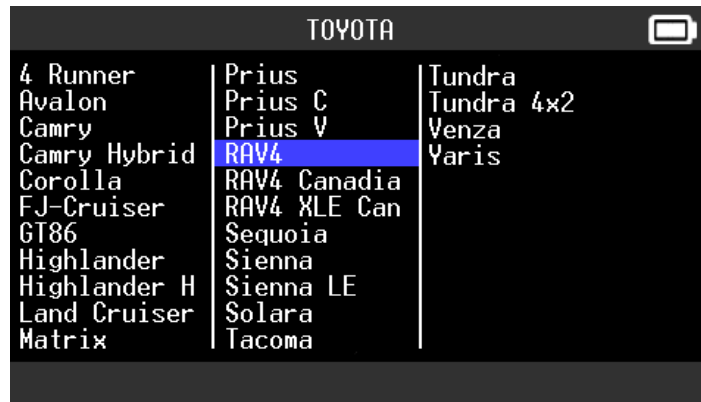 TOYOTA
4 Runner
Avalon
Camry
Camry Hybrid
Corolla
FJ-Cruiser
GT86
Highlander
Highlander H
Land Cruiser
Matrix
Prius
Prius C
Prius V
RAV4
RAV4 Canadia
RAV4 XLE Can
Sequoia
Sienna
Sienna LE
Solara
Tacoma
Tundra
Tundra 4x2
Venza
Yaris